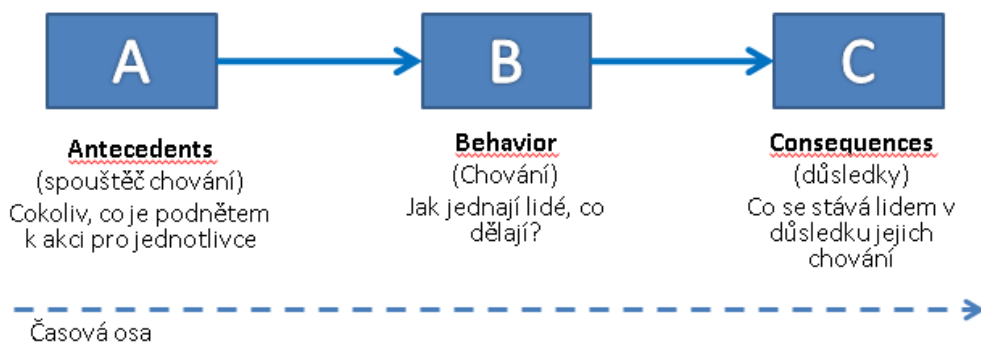 A
B
C
Antecedents
(spouštěč chování)
Cokoliv, co je podnětem
k akci pro jednotlivce
Behavior
(Chování)
Jak jednají lidé, co
dělají?
Consequences
(důsledky)
Co se stává lidem v
důsledku jejich
chování
Časová osa